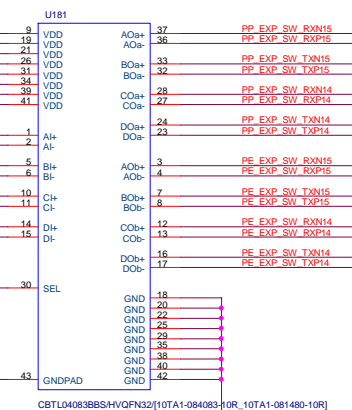 U181
9 VDD AOa+ 37 PP_EXP_SW_RXN15
19 VDD AOa- 36 PP_EXP_SW_RXP15
21 VDD
26 VDD BOa+ 33 PP_EXP_SW_TXN15
31 VDD BOa- 32 PP_EXP_SW_TXP15
34 VDD
39 VDD COa+ 28 PP_EXP_SW_RXN14
41 VDD COa- 27 PP_EXP_SW_RXP14
DOa+ 24 PP_EXP_SW_TXN14
1 AI+ DOa- 23 PP_EXP_SW_TXP14
2 AI-
5 BI+ AOb+ 3 PE_EXP_SW_RXN15
6 BI- AOb- 4 PE_EXP_SW_RXP15
10 CI+ BOb+ 7 PE_EXP_SW_TXN15
11 CI- BOb- 8 PE_EXP_SW_TXP15
14 DI+ COb+ 12 PE_EXP_SW_RXN14
15 DI- COb- 13 PE_EXP_SW_RXP14
DOb+ 16 PE_EXP_SW_TXN14
DOb- 17 PE_EXP_SW_TXP14
30 SEL
GND 18
GND 20
GND 22
GND 25
GND 29
GND 35
GND 38
GND 40
43 GNDPAD GND 42
CBTL04083BBS/HVQFN32/[10TA1-084083-10R_10TA1-081480-10R]